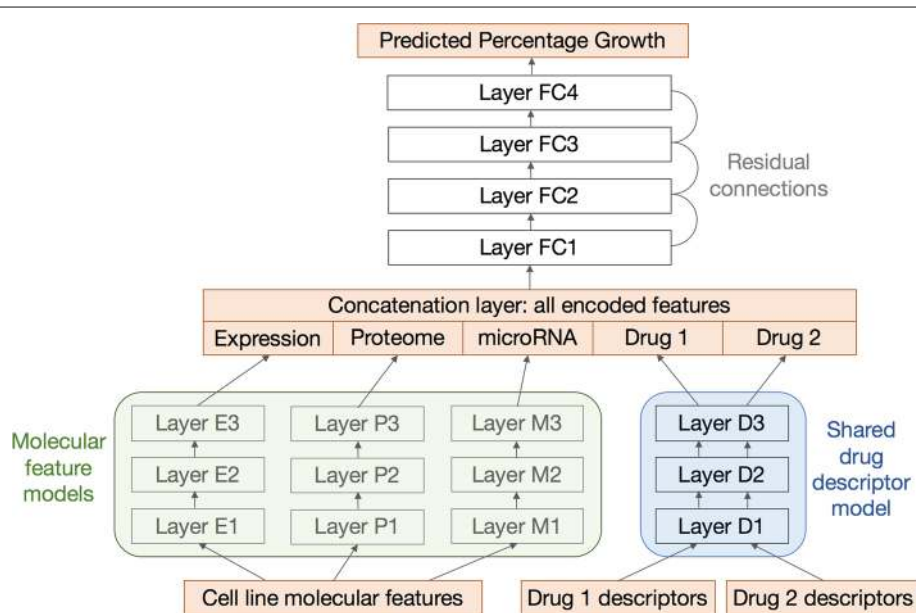 Predicted Percentage Growth
Layer FC4
Layer FC3
Layer FC2
Layer FC1
Residual
connections
Concatenation layer: all encoded features
Expression Proteome microRNA Drug 1 Drug 2
Molecular
feature
models
Layer E3 Layer P3 Layer M3 Layer D3
Layer E2 Layer P2 Layer M2 Layer D2
Layer E1 Layer P1 Layer M1 Layer D1
Shared
drug
descriptor
model
Cell line molecular features Drug 1 descriptors Drug 2 descriptors